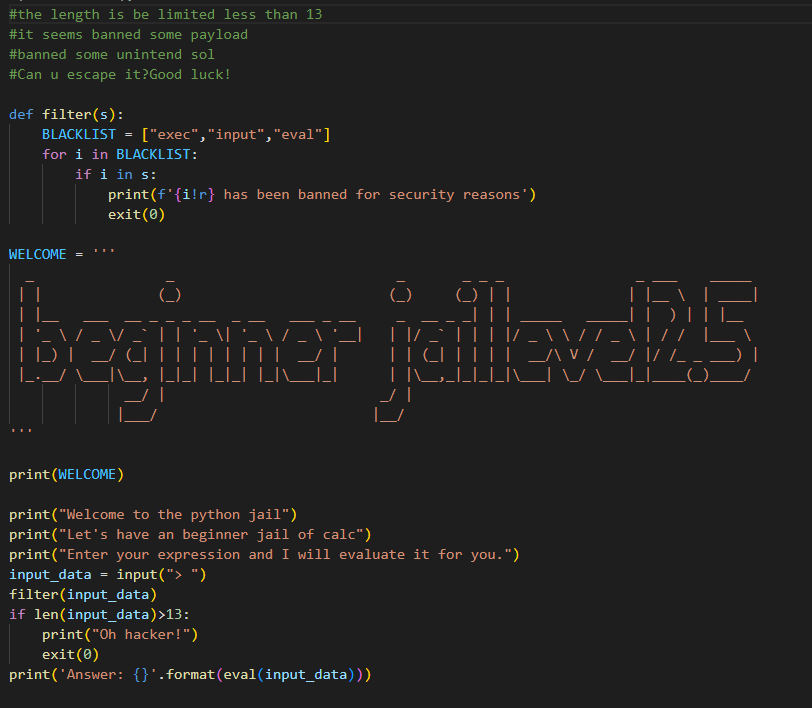 #the length is be limited less than 13
#it seems banned some payload
#banned some unintend sol
#Can u escape it?Good luck!
def filter(s):
    BLACKLIST = ["exec","input","eval"]
    for i in BLACKLIST:
        if i in s:
            print(f'{i!r} has been banned for security reasons')
            exit(0)
WELCOME = '''
  _                _                          _       _ _ _                _ ___    _____
 | |              (_)                        (_)     (_) | |              | |__ \  | ____|
 | |__   ___  __ _ _ _ __  _ __   ___ _ __    _  __ _ _| | | _____   _____| |  ) | | |__
 | '_ \ / _ \/ _` | | '_ \| '_ \ / _ \ '__|  | |/ _` | | | |/ _ \ \ / / _ \ | / /  |___ \
 | |_) |  __/ (_| | | | | | | | |  __/ |     | | (_| | | | |  __/\ V /  __/ |/ /_ _ ___) |
 |_.__/ \___|\__, |_|_| |_|_| |_|\___|_|     | |\__,_|_|_|_|\___| \_/ \___|_|____(_)____/
              __/ |                         _/ |
             |___/                         |__/
'''
print(WELCOME)
print("Welcome to the python jail")
print("Let's have an beginner jail of calc")
print("Enter your expression and I will evaluate it for you.")
input_data = input("> ")
filter(input_data)
if len(input_data)>13:
    print("Oh hacker!")
    exit(0)
print('Answer: {}'.format(eval(input_data)))